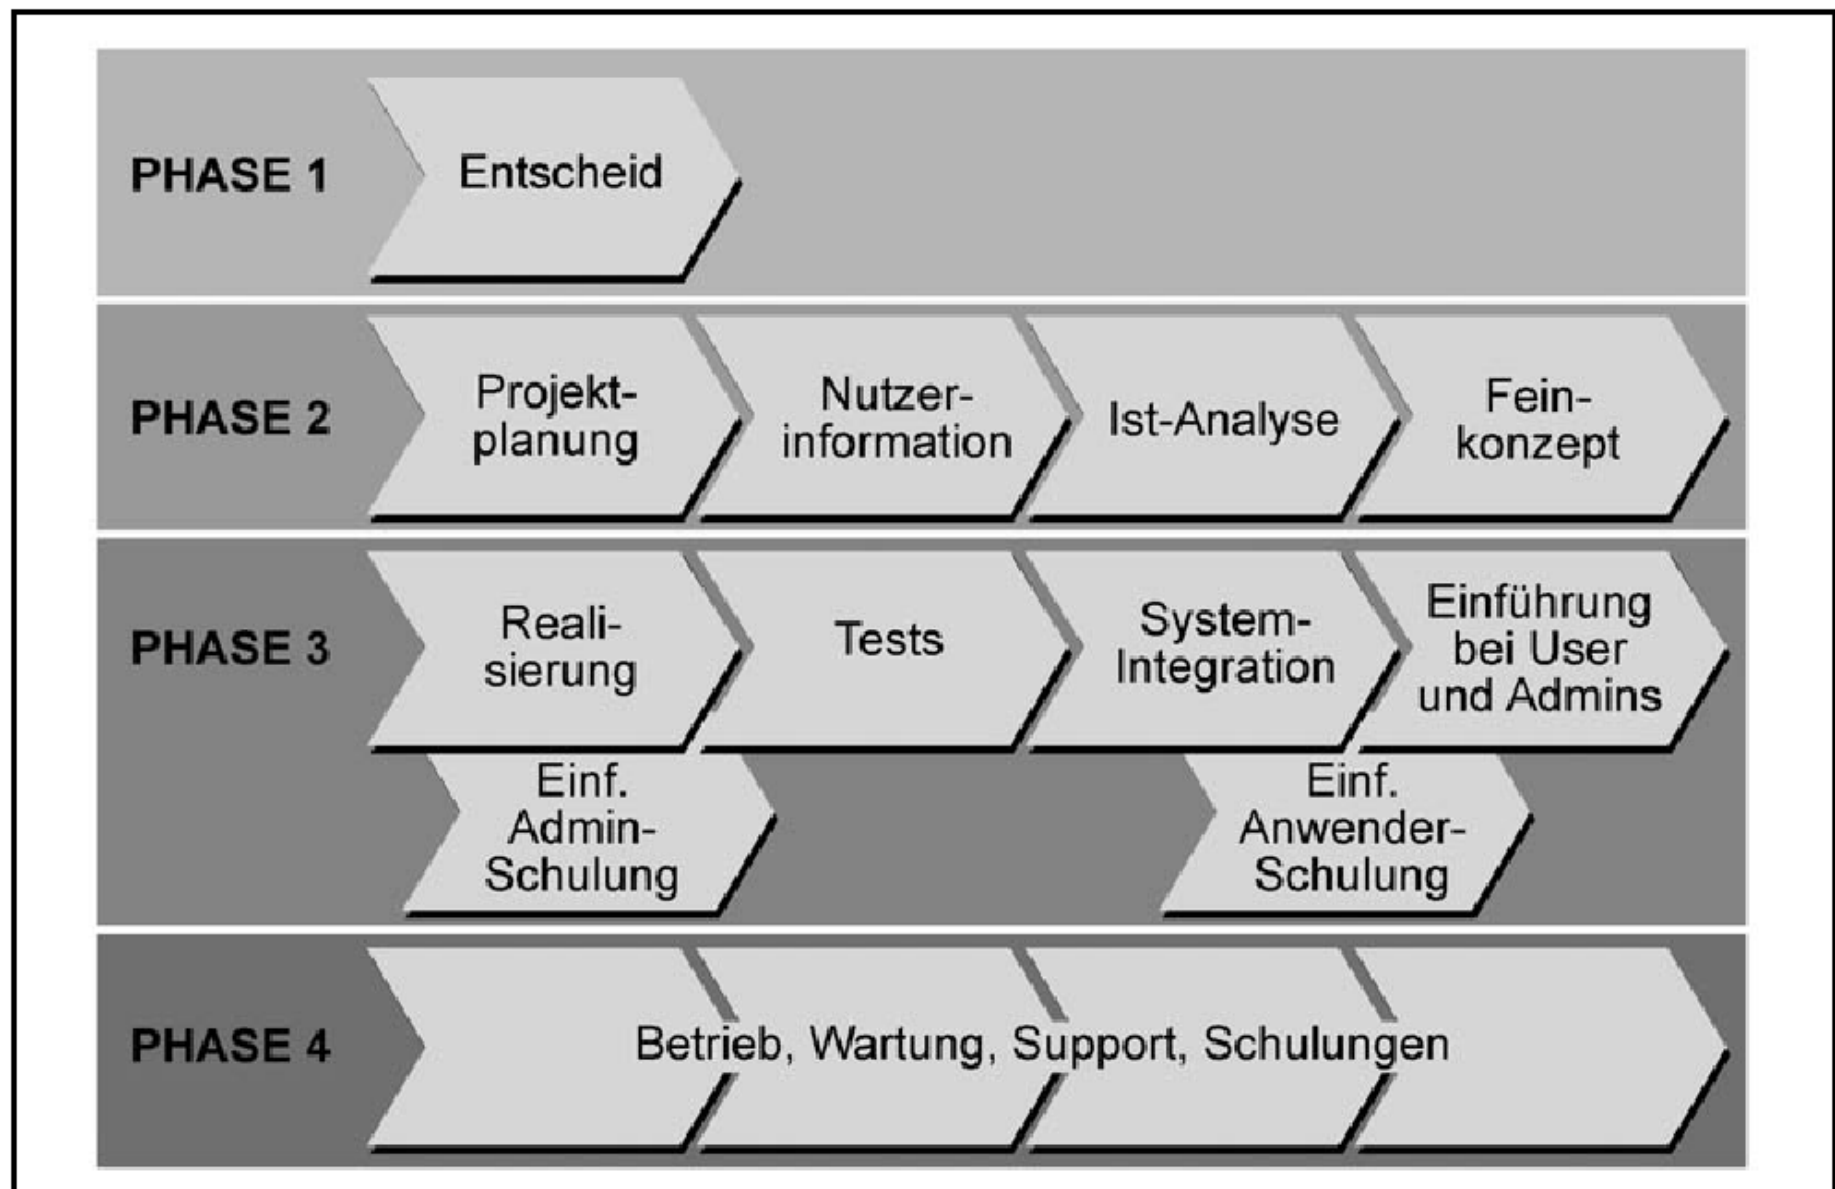 PHASE 1
Entscheid
PHASE 2
Projekt-
planung
Nutzer-
information
Ist-Analyse
Fein-
konzept
PHASE 3
Reali-
sierung
Tests
System-
Integration
Einführung
bei User
und Admins
Einf.
Admin-
Schulung
Einf.
Anwender-
Schulung
PHASE 4
Betrieb, Wartung, Support, Schulungen